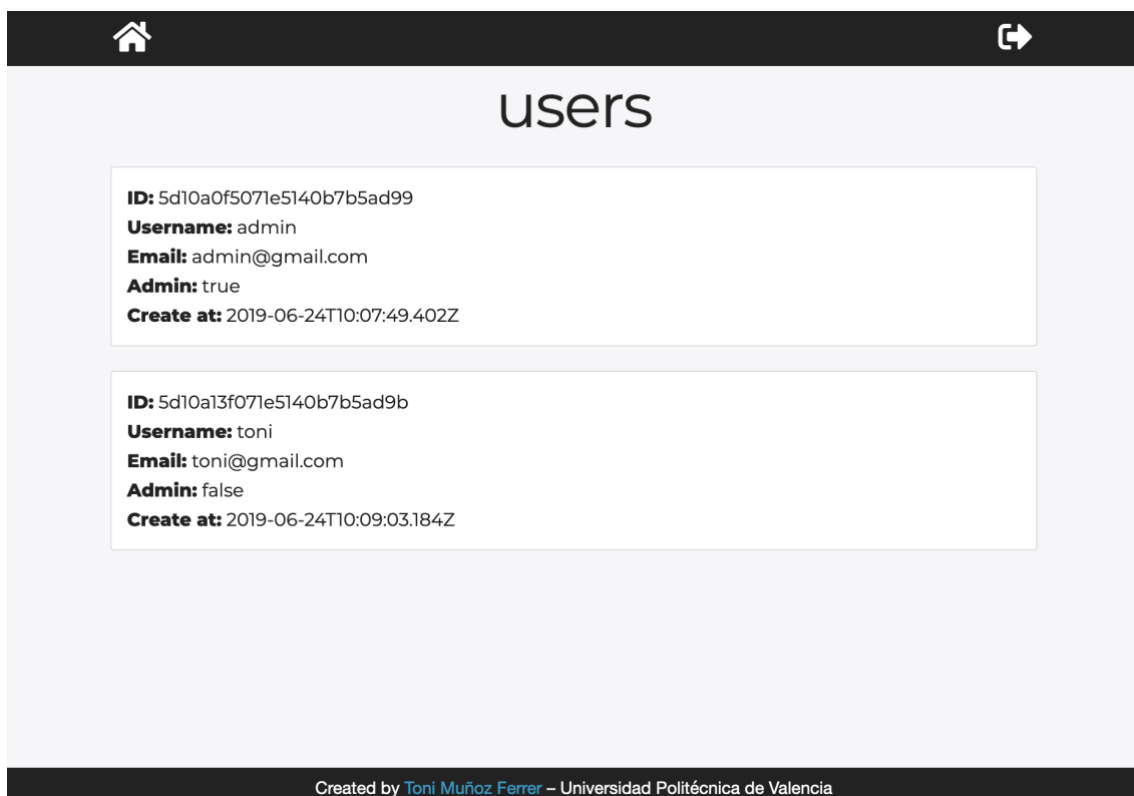 users
ID: 5d10a0f5071e5140b7b5ad99
Username: admin
Email: admin@gmail.com
Admin: true
Create at: 2019-06-24T10:07:49.402Z
ID: 5d10a13f071e5140b7b5ad9b
Username: toni
Email: toni@gmail.com
Admin: false
Create at: 2019-06-24T10:09:03.184Z
Created by Toni Muñoz Ferrer – Universidad Politécnica de Valencia